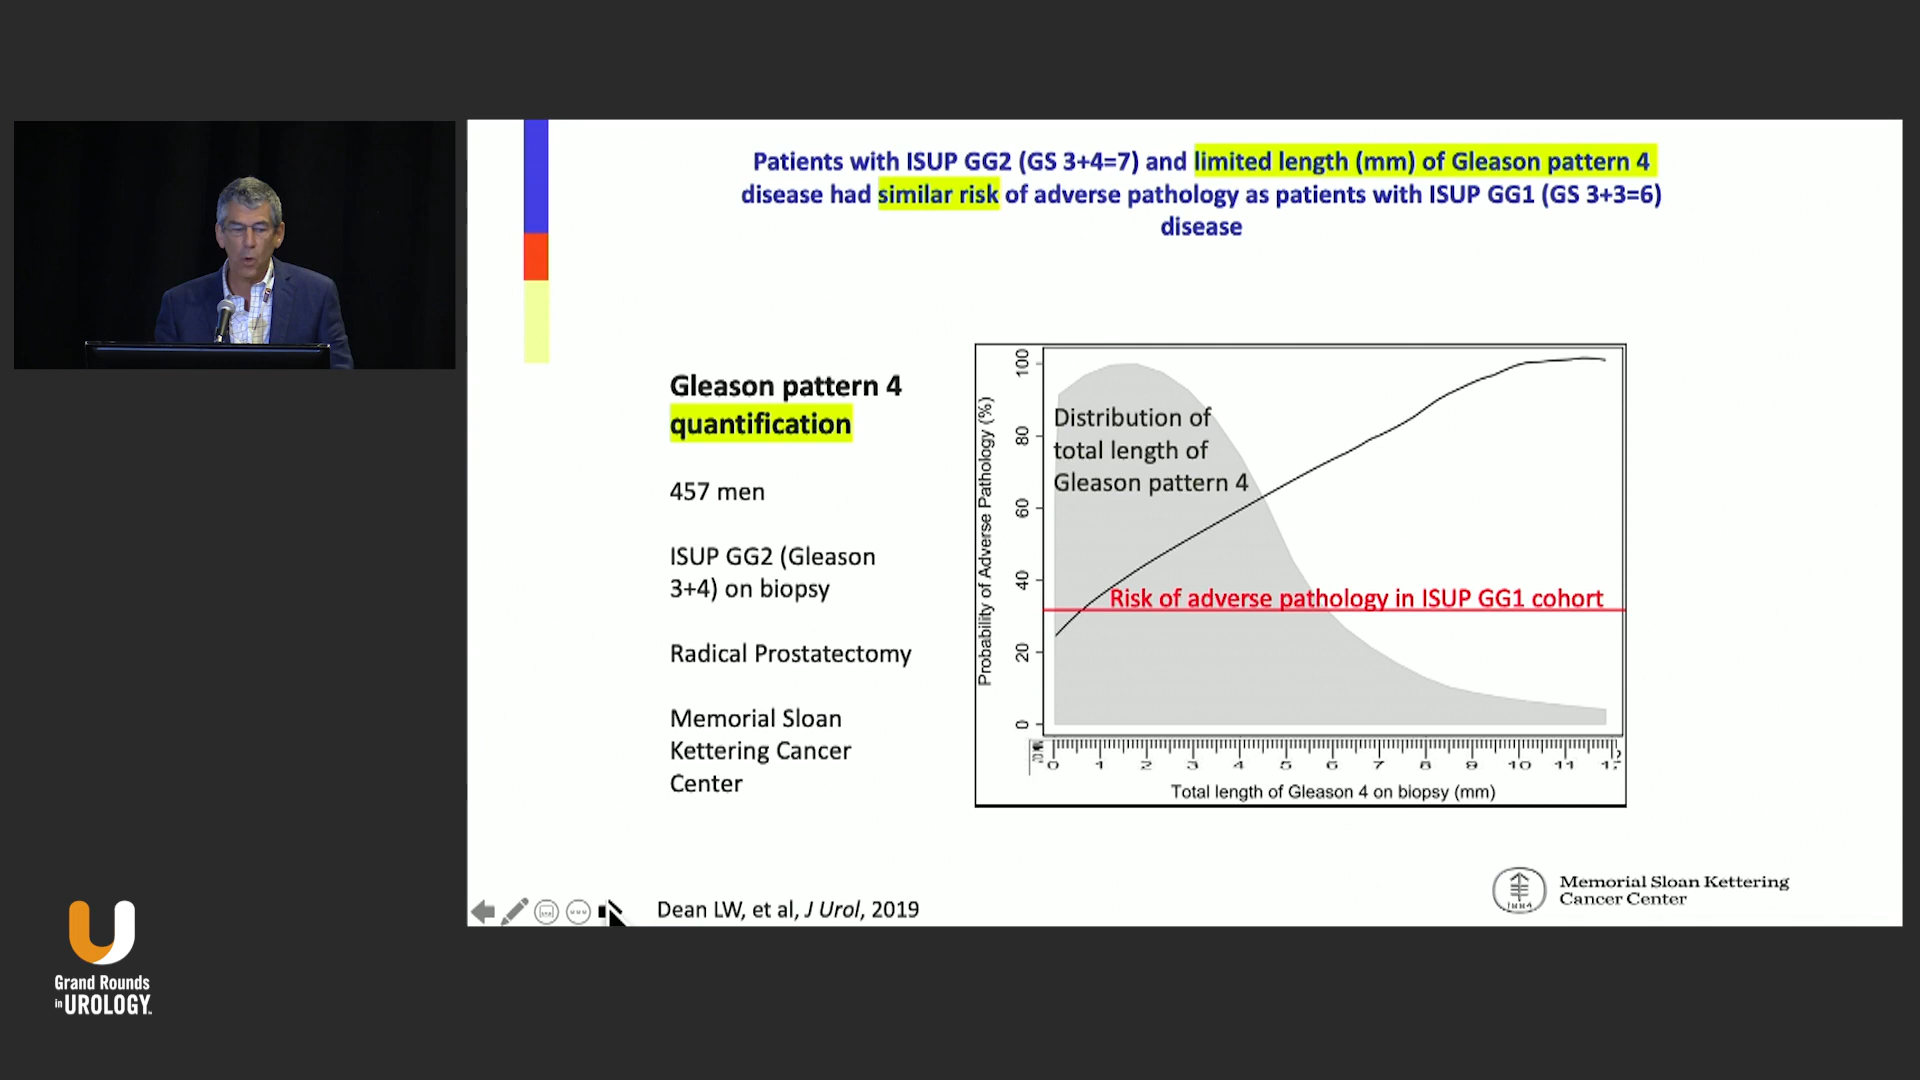 Patients with ISUP GG2 (GS 3+4=7) and limited length (mm) of Gleason pattern 4
disease had similar risk of adverse pathology as patients with ISUP GG1 (GS 3+3=6)
disease
Gleason pattern 4
quantification
457 men
ISUP GG2 (Gleason
3+4) on biopsy
Radical Prostatectomy
Memorial Sloan
Kettering Cancer
Center
Probability of Adverse Pathology (%)
100
80
60
40
20
0
Distribution of
total length of
Gleason pattern 4
Risk of adverse pathology in ISUP GG1 cohort
0 1 2 3 4 5 6 7 8 9 10 11
Total length of Gleason 4 on biopsy (mm)
Dean LW, et al, J Urol, 2019
Memorial Sloan Kettering
Cancer Center
Grand Rounds
in UROLOGY